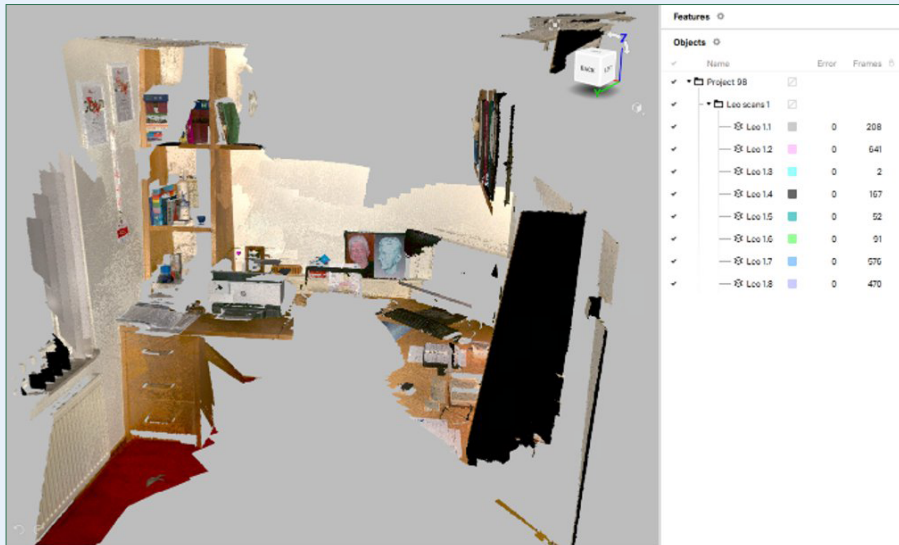 Features
Objects
Name Error Frames
Project 98
Leo scans 1
Leo 1.1 0 208
Leo 1.2 0 641
Leo 1.3 0 2
Leo 1.4 0 167
Leo 1.5 0 52
Leo 1.6 0 91
Leo 1.7 0 576
Leo 1.8 0 470
Z
BACK